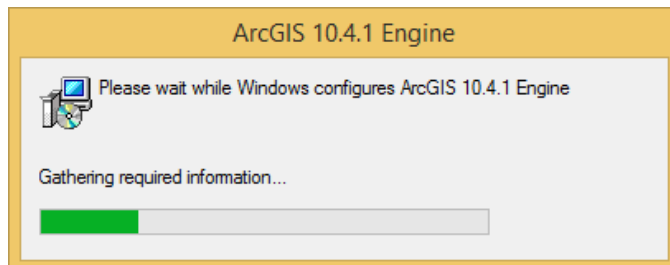 ArcGIS 10.4.1 Engine
Please wait while Windows configures ArcGIS 10.4.1 Engine
Gathering required information...